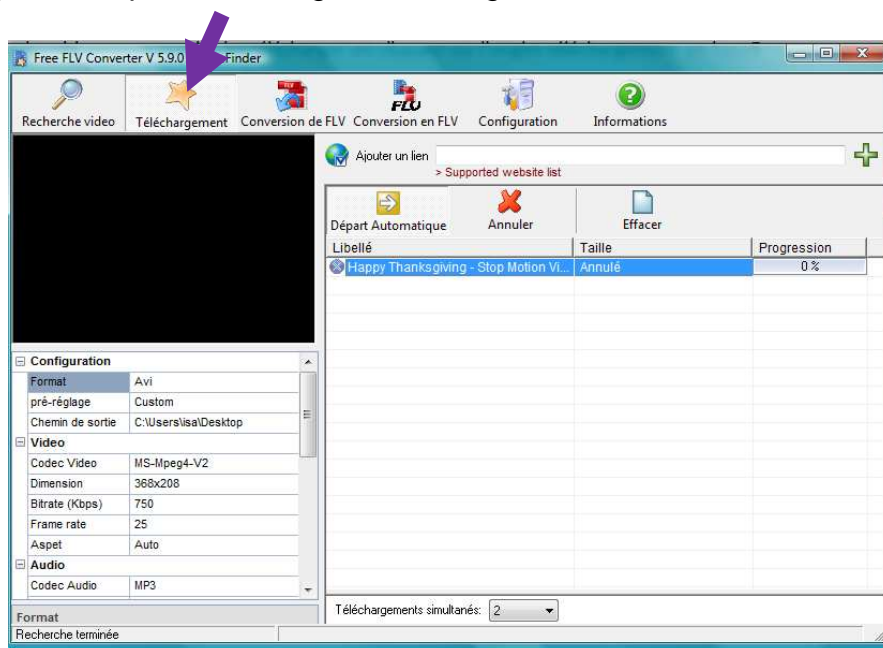 Free FLV Converter V 5.9.0 Finder
Recherche video
Téléchargement
Conversion de FLV
FLV
Conversion en FLV
Configuration
Informations
Ajouter un lien
> Supported website list
Départ Automatique
Annuler
Effacer
Libellé Taille Progression
Happy Thanksgiving - Stop Motion Vi... Annulé 0 %
Configuration
Format Avi
pré-réglage Custom
Chemin de sortie C:\Users\isa\Desktop
Video
Codec Video MS-Mpeg4-V2
Dimension 368x208
Bitrate (Kbps) 750
Frame rate 25
Aspet Auto
Audio
Codec Audio MP3
Téléchargements simultanés: 2
Format
Recherche terminée